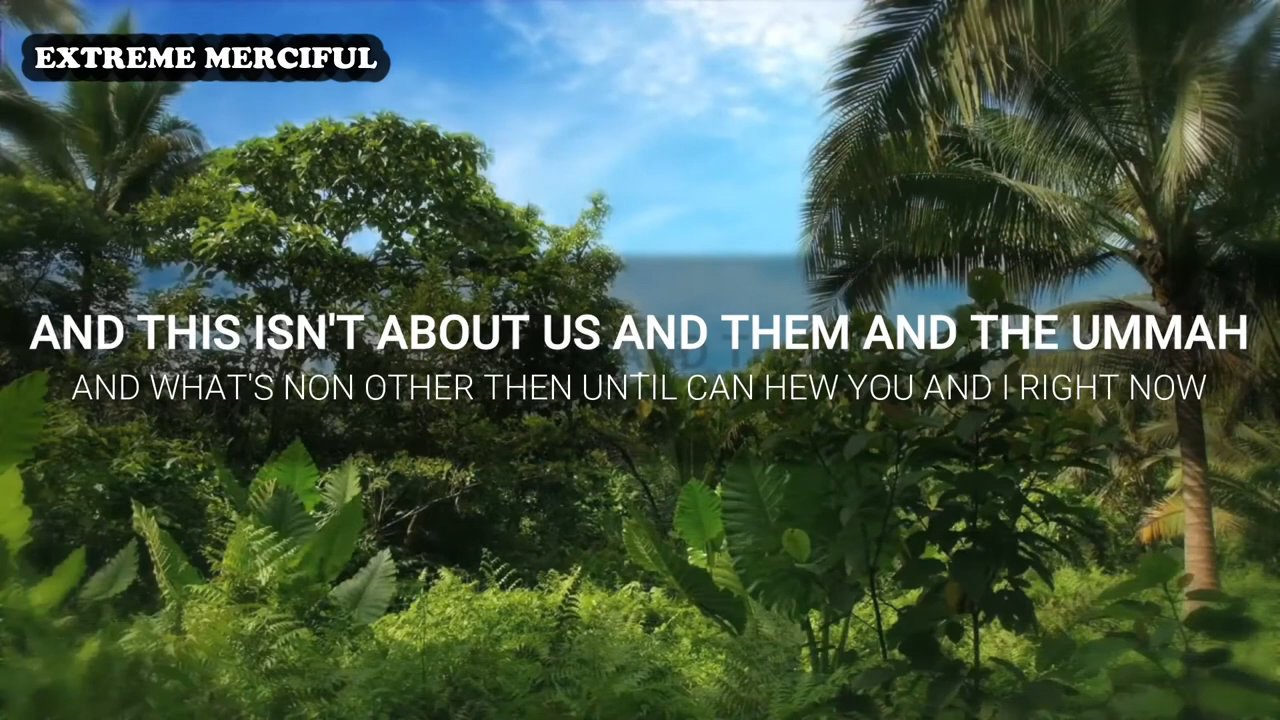 EXTREME MERCIFUL
AND THIS ISN'T ABOUT US AND THEM AND THE UMMAH
AND WHAT'S NON OTHER THEN UNTIL CAN HEW YOU AND I RIGHT NOW